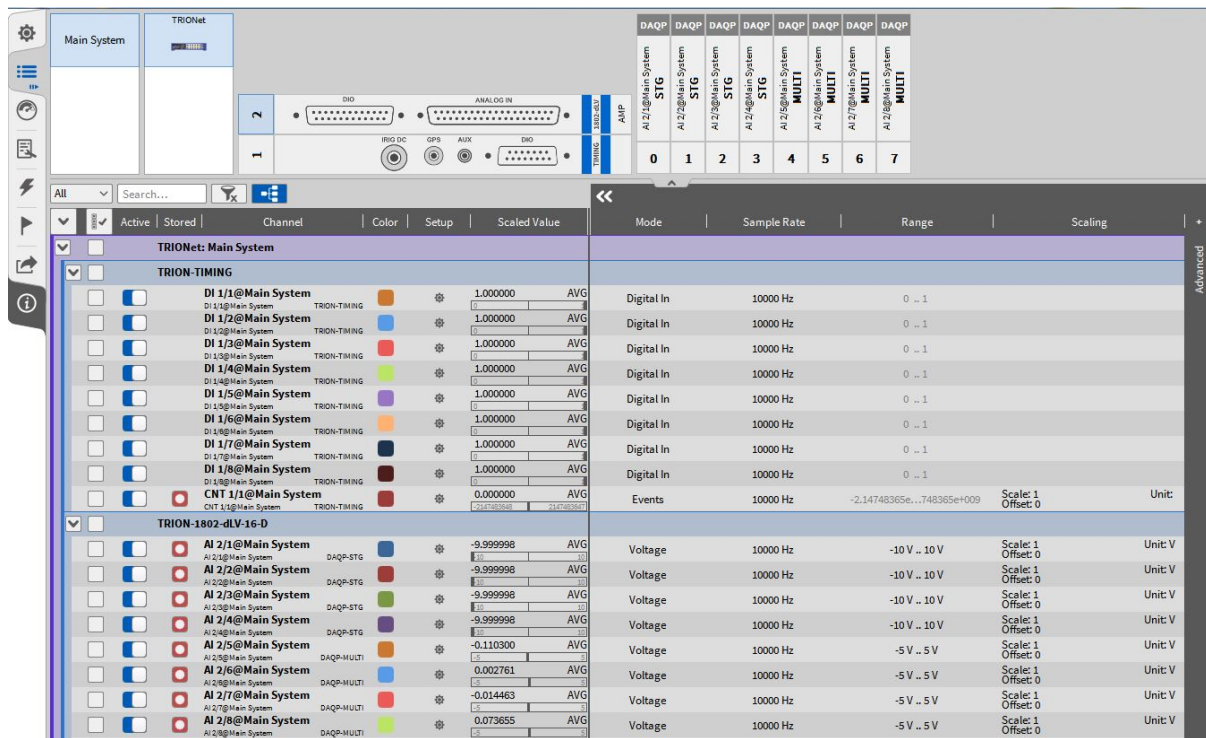 Main System
TRIONet
DAQP DAQP DAQP DAQP DAQP DAQP DAQP DAQP
AI 2/1@Main System
STG
AI 2/2@Main System
STG
AI 2/3@Main System
STG
AI 2/4@Main System
STG
AI 2/5@Main System
MULTI
AI 2/6@Main System
MULTI
AI 2/7@Main System
MULTI
AI 2/8@Main System
MULTI
0 1 2 3 4 5 6 7
2 DIO ANALOG IN 1802-dLV AMP
1 IRIG DC GPS AUX DIO TIMING
All Search...
Active Stored Channel Color Setup Scaled Value Mode Sample Rate Range Scaling +
Advanced
TRIONet: Main System
TRION-TIMING
DI 1/1@Main System 1.000000 AVG Digital In 10000 Hz 0 .. 1
DI 1/1@Main System TRION-TIMING 0
DI 1/2@Main System 1.000000 AVG Digital In 10000 Hz 0 .. 1
DI 1/2@Main System TRION-TIMING 0
DI 1/3@Main System 1.000000 AVG Digital In 10000 Hz 0 .. 1
DI 1/3@Main System TRION-TIMING 0
DI 1/4@Main System 1.000000 AVG Digital In 10000 Hz 0 .. 1
DI 1/4@Main System TRION-TIMING 0
DI 1/5@Main System 1.000000 AVG Digital In 10000 Hz 0 .. 1
DI 1/5@Main System TRION-TIMING 0
DI 1/6@Main System 1.000000 AVG Digital In 10000 Hz 0 .. 1
DI 1/6@Main System TRION-TIMING 0
DI 1/7@Main System 1.000000 AVG Digital In 10000 Hz 0 .. 1
DI 1/7@Main System TRION-TIMING 0
DI 1/8@Main System 1.000000 AVG Digital In 10000 Hz 0 .. 1
DI 1/8@Main System TRION-TIMING 0
CNT 1/1@Main System 0.000000 AVG Events 10000 Hz -2.14748365e...748365e+009 Scale: 1 Unit:
CNT 1/1@Main System TRION-TIMING -2147483648 2147483647 Offset: 0
TRION-1802-dLV-16-D
AI 2/1@Main System -9.999998 AVG Voltage 10000 Hz -10 V .. 10 V Scale: 1 Unit: V
AI 2/1@Main System DAQP-STG -10 10 Offset: 0
AI 2/2@Main System -9.999998 AVG Voltage 10000 Hz -10 V .. 10 V Scale: 1 Unit: V
AI 2/2@Main System DAQP-STG -10 10 Offset: 0
AI 2/3@Main System -9.999998 AVG Voltage 10000 Hz -10 V .. 10 V Scale: 1 Unit: V
AI 2/3@Main System DAQP-STG -10 10 Offset: 0
AI 2/4@Main System -9.999998 AVG Voltage 10000 Hz -10 V .. 10 V Scale: 1 Unit: V
AI 2/4@Main System DAQP-STG -10 10 Offset: 0
AI 2/5@Main System -0.110300 AVG Voltage 10000 Hz -5 V .. 5 V Scale: 1 Unit: V
AI 2/5@Main System DAQP-MULTI -5 5 Offset: 0
AI 2/6@Main System 0.002761 AVG Voltage 10000 Hz -5 V .. 5 V Scale: 1 Unit: V
AI 2/6@Main System DAQP-MULTI -5 5 Offset: 0
AI 2/7@Main System -0.014463 AVG Voltage 10000 Hz -5 V .. 5 V Scale: 1 Unit: V
AI 2/7@Main System DAQP-MULTI -5 5 Offset: 0
AI 2/8@Main System 0.073655 AVG Voltage 10000 Hz -5 V .. 5 V Scale: 1 Unit: V
AI 2/8@Main System DAQP-MULTI -5 5 Offset: 0